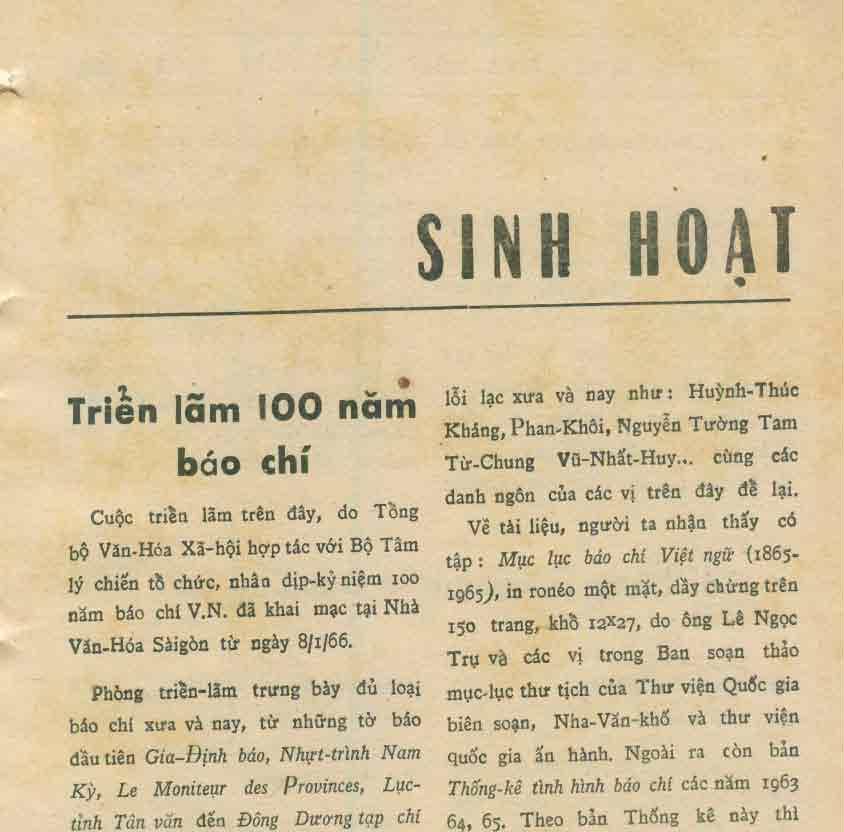 SINH HOẠT
Triển lãm 100 năm
báo chí
Cuộc triển lãm trên đây, do Tổng
bộ Văn-Hóa Xã-hội hợp tác với Bộ Tâm
lý chiến tổ chức, nhân dịp-kỷ niệm 100
năm báo chí V.N. đã khai mạc tại Nhà
Văn-Hóa Sàigòn từ ngày 8/1/66.
Phòng triển-lãm trưng bày đủ loại
báo chí xưa và nay, từ những tờ báo
đầu tiên Gia-Định báo, Nhựt-trình Nam
Kỳ, Le Moniteur des Provinces, Lục-
tỉnh Tân văn đến Đông Dương tạp chí
lỗi lạc xưa và nay như : Huỳnh-Thúc
Kháng, Phan-Khôi, Nguyễn Tường Tam
Từ-Chung Vũ-Nhất-Huy... cùng các
danh ngôn của các vị trên đây để lại.
Về tài liệu, người ta nhận thấy có
tập : Mục lục báo chí Việt ngữ (1865-
1965), in ronéo một mặt, dầy chừng trên
150 trang, khổ 12x27, do ông Lê Ngọc
Trụ và các vị trong Ban soạn thảo
mục-lục thư tịch của Thư viện Quốc gia
biên soạn, Nha-Văn-khố và thư viện
quốc gia ấn hành. Ngoài ra còn bản
Thống-kê tình hình báo chí các năm 1963
64, 65. Theo bản Thống kê này thì